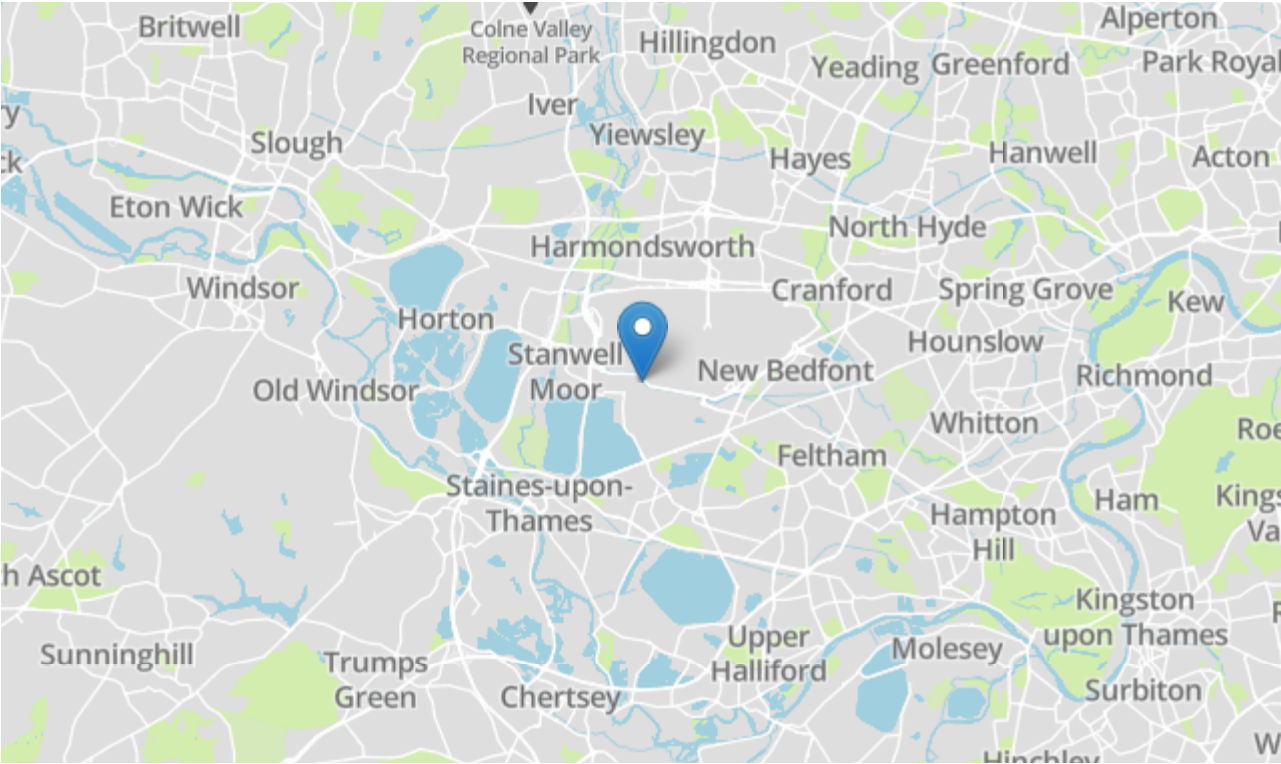 Britwell
Colne Valley
Regional Park
Hillingdon
Alperton
Yeading
Greenford
Park Royal
Iver
Yiewsley
Slough
Hayes
Hanwell
Acton
Eton Wick
North Hyde
Harmondsworth
Windsor
Cranford
Spring Grove
Kew
Horton
Hounslow
Stanwell
Moor
New Bedfont
Richmond
Old Windsor
Whitton
Feltham
Staines-upon-
Thames
Ham
Hampton
Hill
h Ascot
Kingston
upon Thames
Sunninghill
Trumps
Green
Upper
Halliford
Molesey
Chertsey
Surbiton
Hinchley